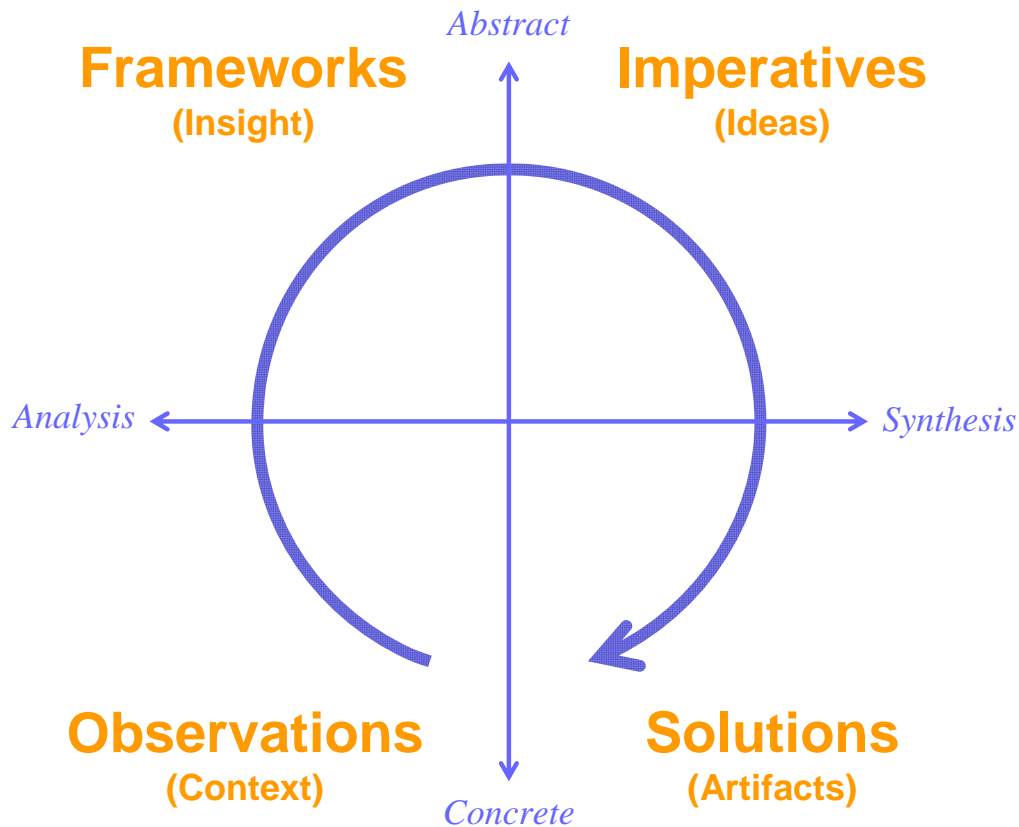 Abstract
Frameworks
(Insight)
Imperatives
(Ideas)
Analysis
Synthesis
Observations
(Context)
Solutions
(Artifacts)
Concrete